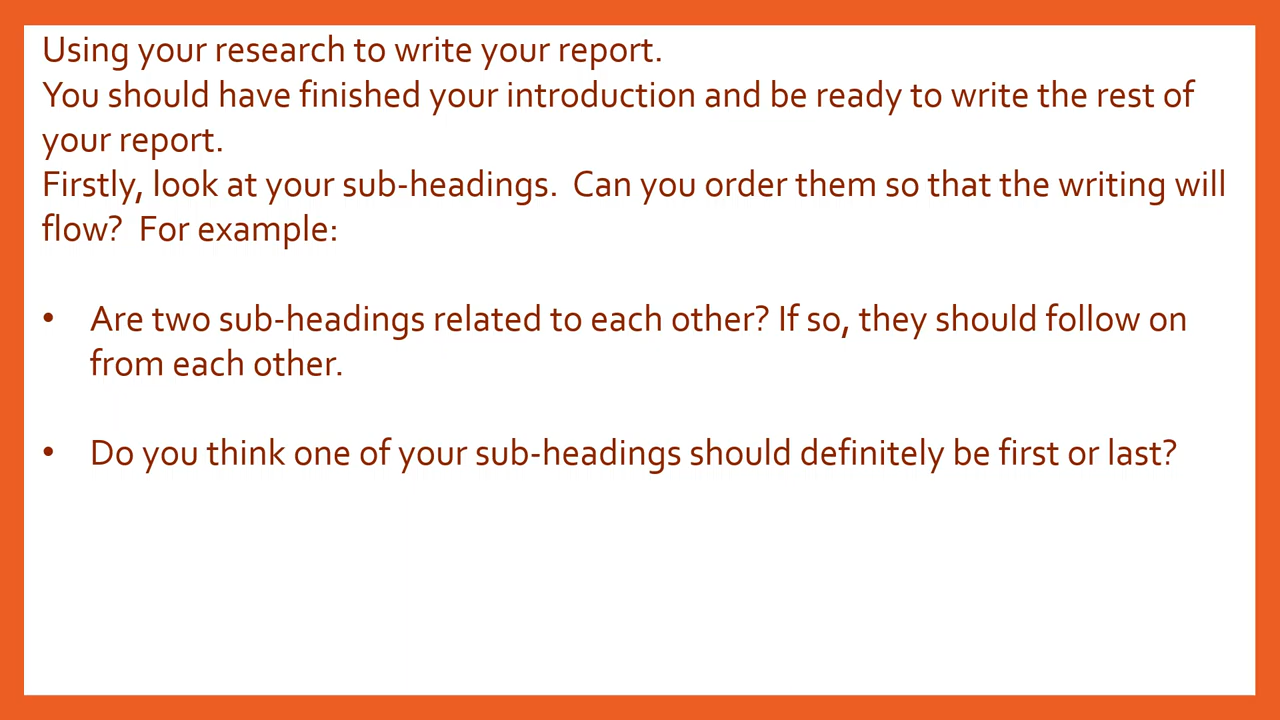 Using your research to write your report.
You should have finished your introduction and be ready to write the rest of
your report.
Firstly, look at your sub-headings.  Can you order them so that the writing will
flow?  For example:
• Are two sub-headings related to each other? If so, they should follow on
from each other.
• Do you think one of your sub-headings should definitely be first or last?